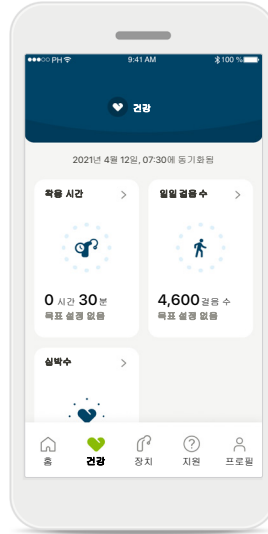 ●●●○○ PH 9:41 AM 100 %
건강
2021년 4월 12일, 07:30에 동기화됨
착용 시간 >
일일 걸음 수 >
0 시간 30 분
목표 설정 없음
4,600 걸음 수
목표 설정 없음
심박수 >
홈 건강 장치 지원 프로필